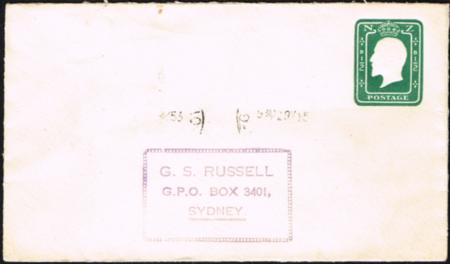 N Z
POSTAGE
G. S. RUSSELL
G.P.O. BOX 3401,
SYDNEY